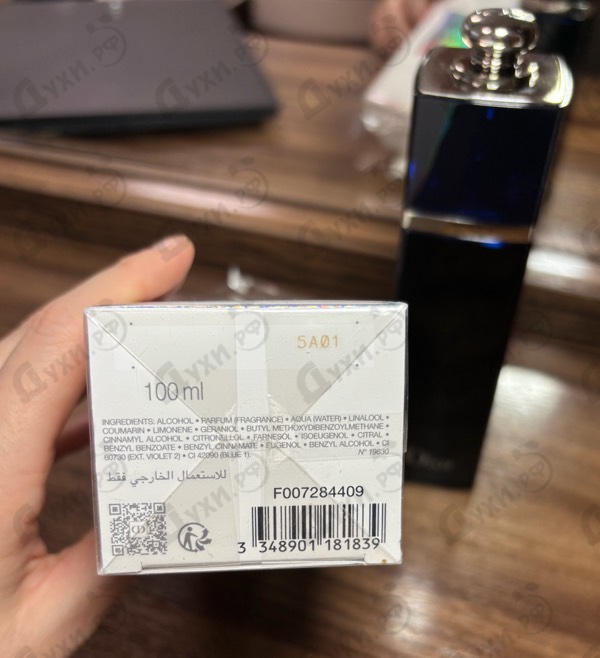 5A01
100 ml
INGREDIENTS: ALCOHOL • PARFUM (FRAGRANCE) • AQUA (WATER) • LINALOOL •
COUMARIN • LIMONENE • GERANIOL • BUTYL METHOXYDIBENZOYLMETHANE •
CINNAMYL ALCOHOL • CITRONELLOL • FARNESOL • ISOEUGENOL • CITRAL •
BENZYL BENZOATE • BENZYL CINNAMATE • EUGENOL • BENZYL ALCOHOL • CI
60730 (EXT. VIOLET 2) • CI 42090 (BLUE 1).
N° 19630
للاستعمال الخارجي فقط
F007284409
3 348901 181839
Духи.РФ